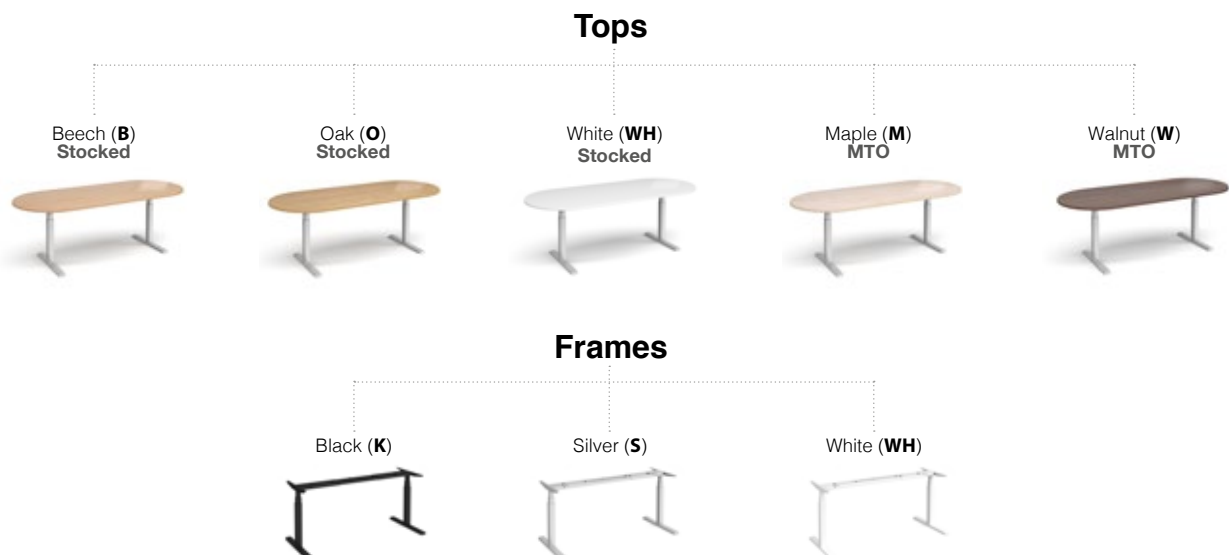 Tops
Beech (B)
Stocked
Oak (O)
Stocked
White (WH)
Stocked
Maple (M)
MTO
Walnut (W)
MTO
Frames
Black (K)
Silver (S)
White (WH)